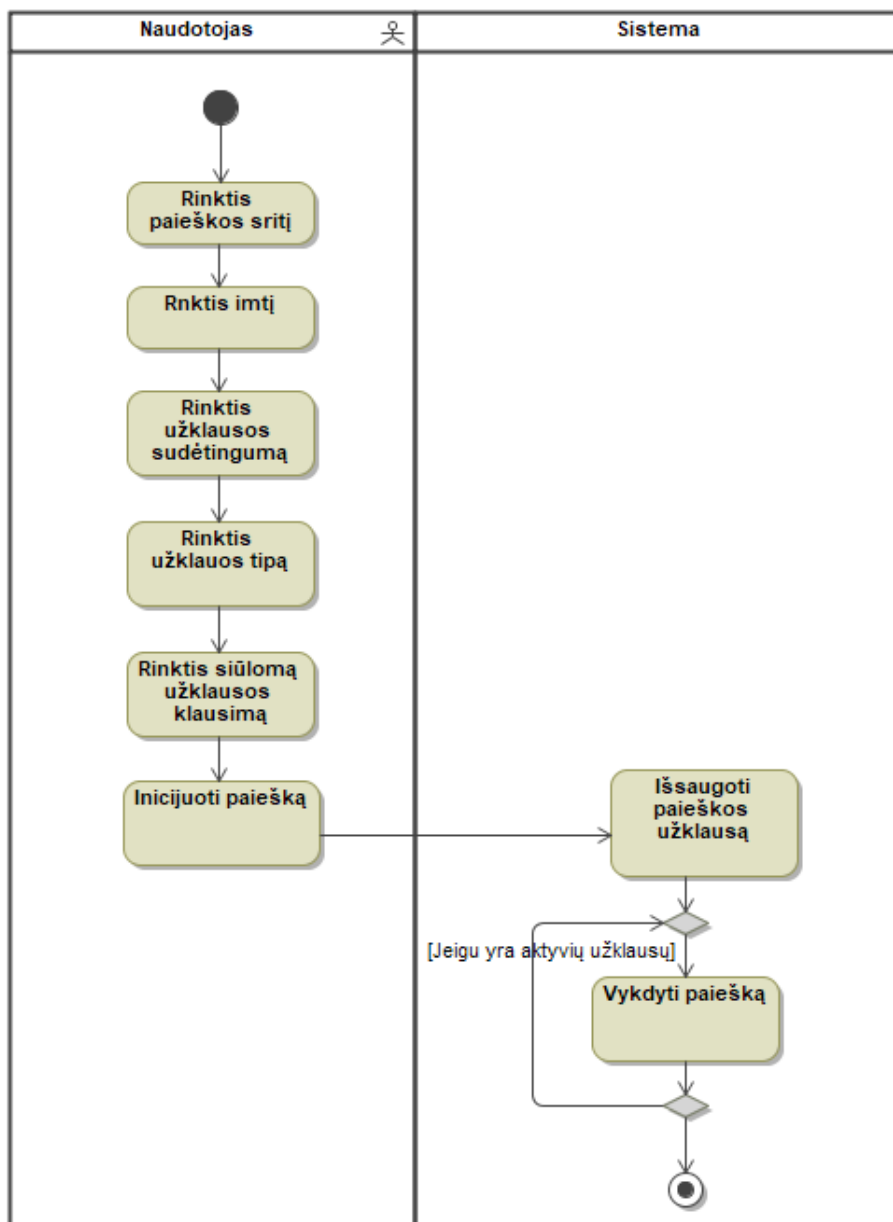 Naudotojas
Sistema
Rinktis
paieškos sritį
Rnktis imtį
Rinktis
užklausos
sudėtingumą
Rinktis
užklauos tipą
Rinktis siūlomą
užklausos
klausimą
Inicijuoti paiešką
Išsaugoti
paieškos
užklausą
[Jeigu yra aktyvių užklausų]
Vykdyti paiešką